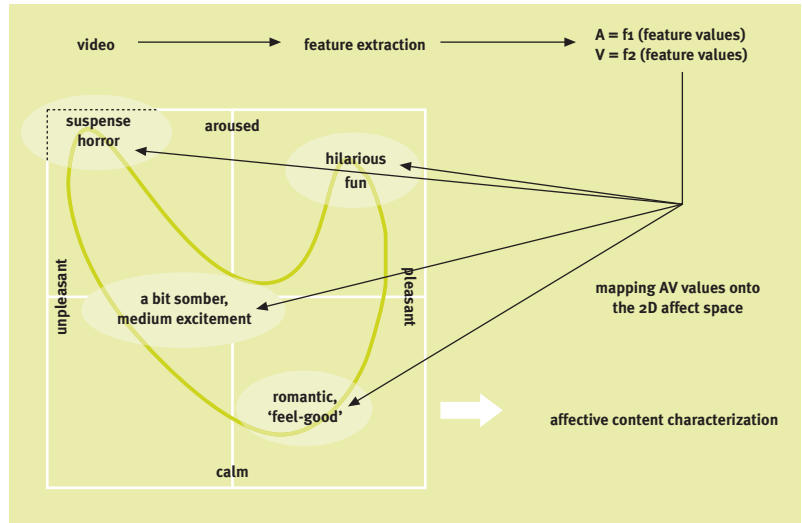 video
feature extraction
A = f1 (feature values)
V = f2 (feature values)
suspense
horror
aroused
hilarious
fun
unpleasant
pleasant
a bit somber,
medium excitement
mapping AV values onto
the 2D affect space
romantic,
‘feel-good’
affective content characterization
calm